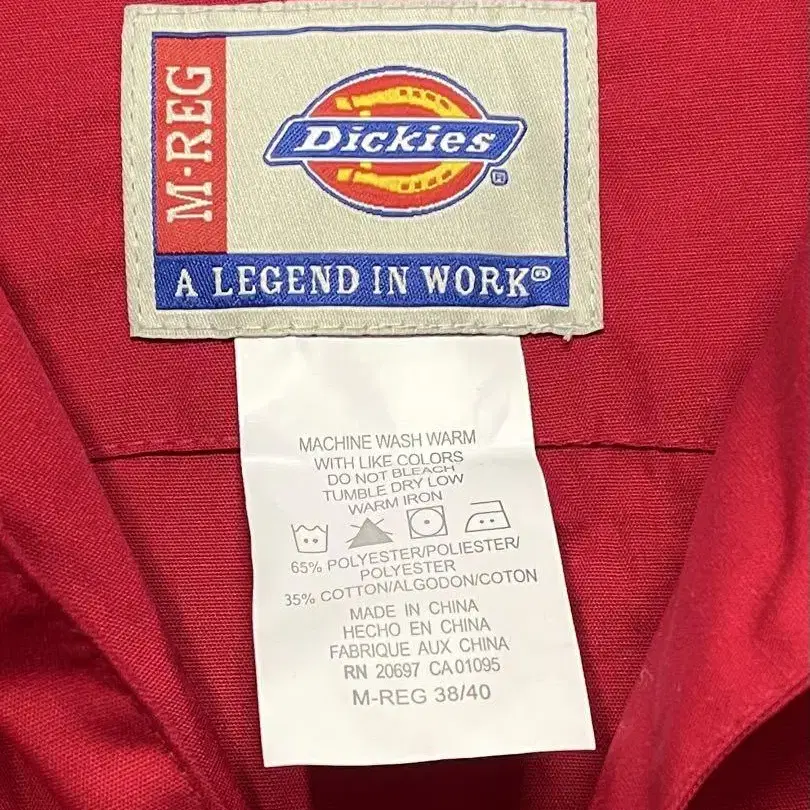 M-REG
Dickies®
A LEGEND IN WORK®
MACHINE WASH WARM
WITH LIKE COLORS
DO NOT BLEACH
TUMBLE DRY LOW
WARM IRON
65% POLYESTER/POLIESTER/
POLYESTER
35% COTTON/ALGODON/COTON
MADE IN CHINA
HECHO EN CHINA
FABRIQUE AUX CHINA
RN 20697 CA 01095
M-REG 38/40